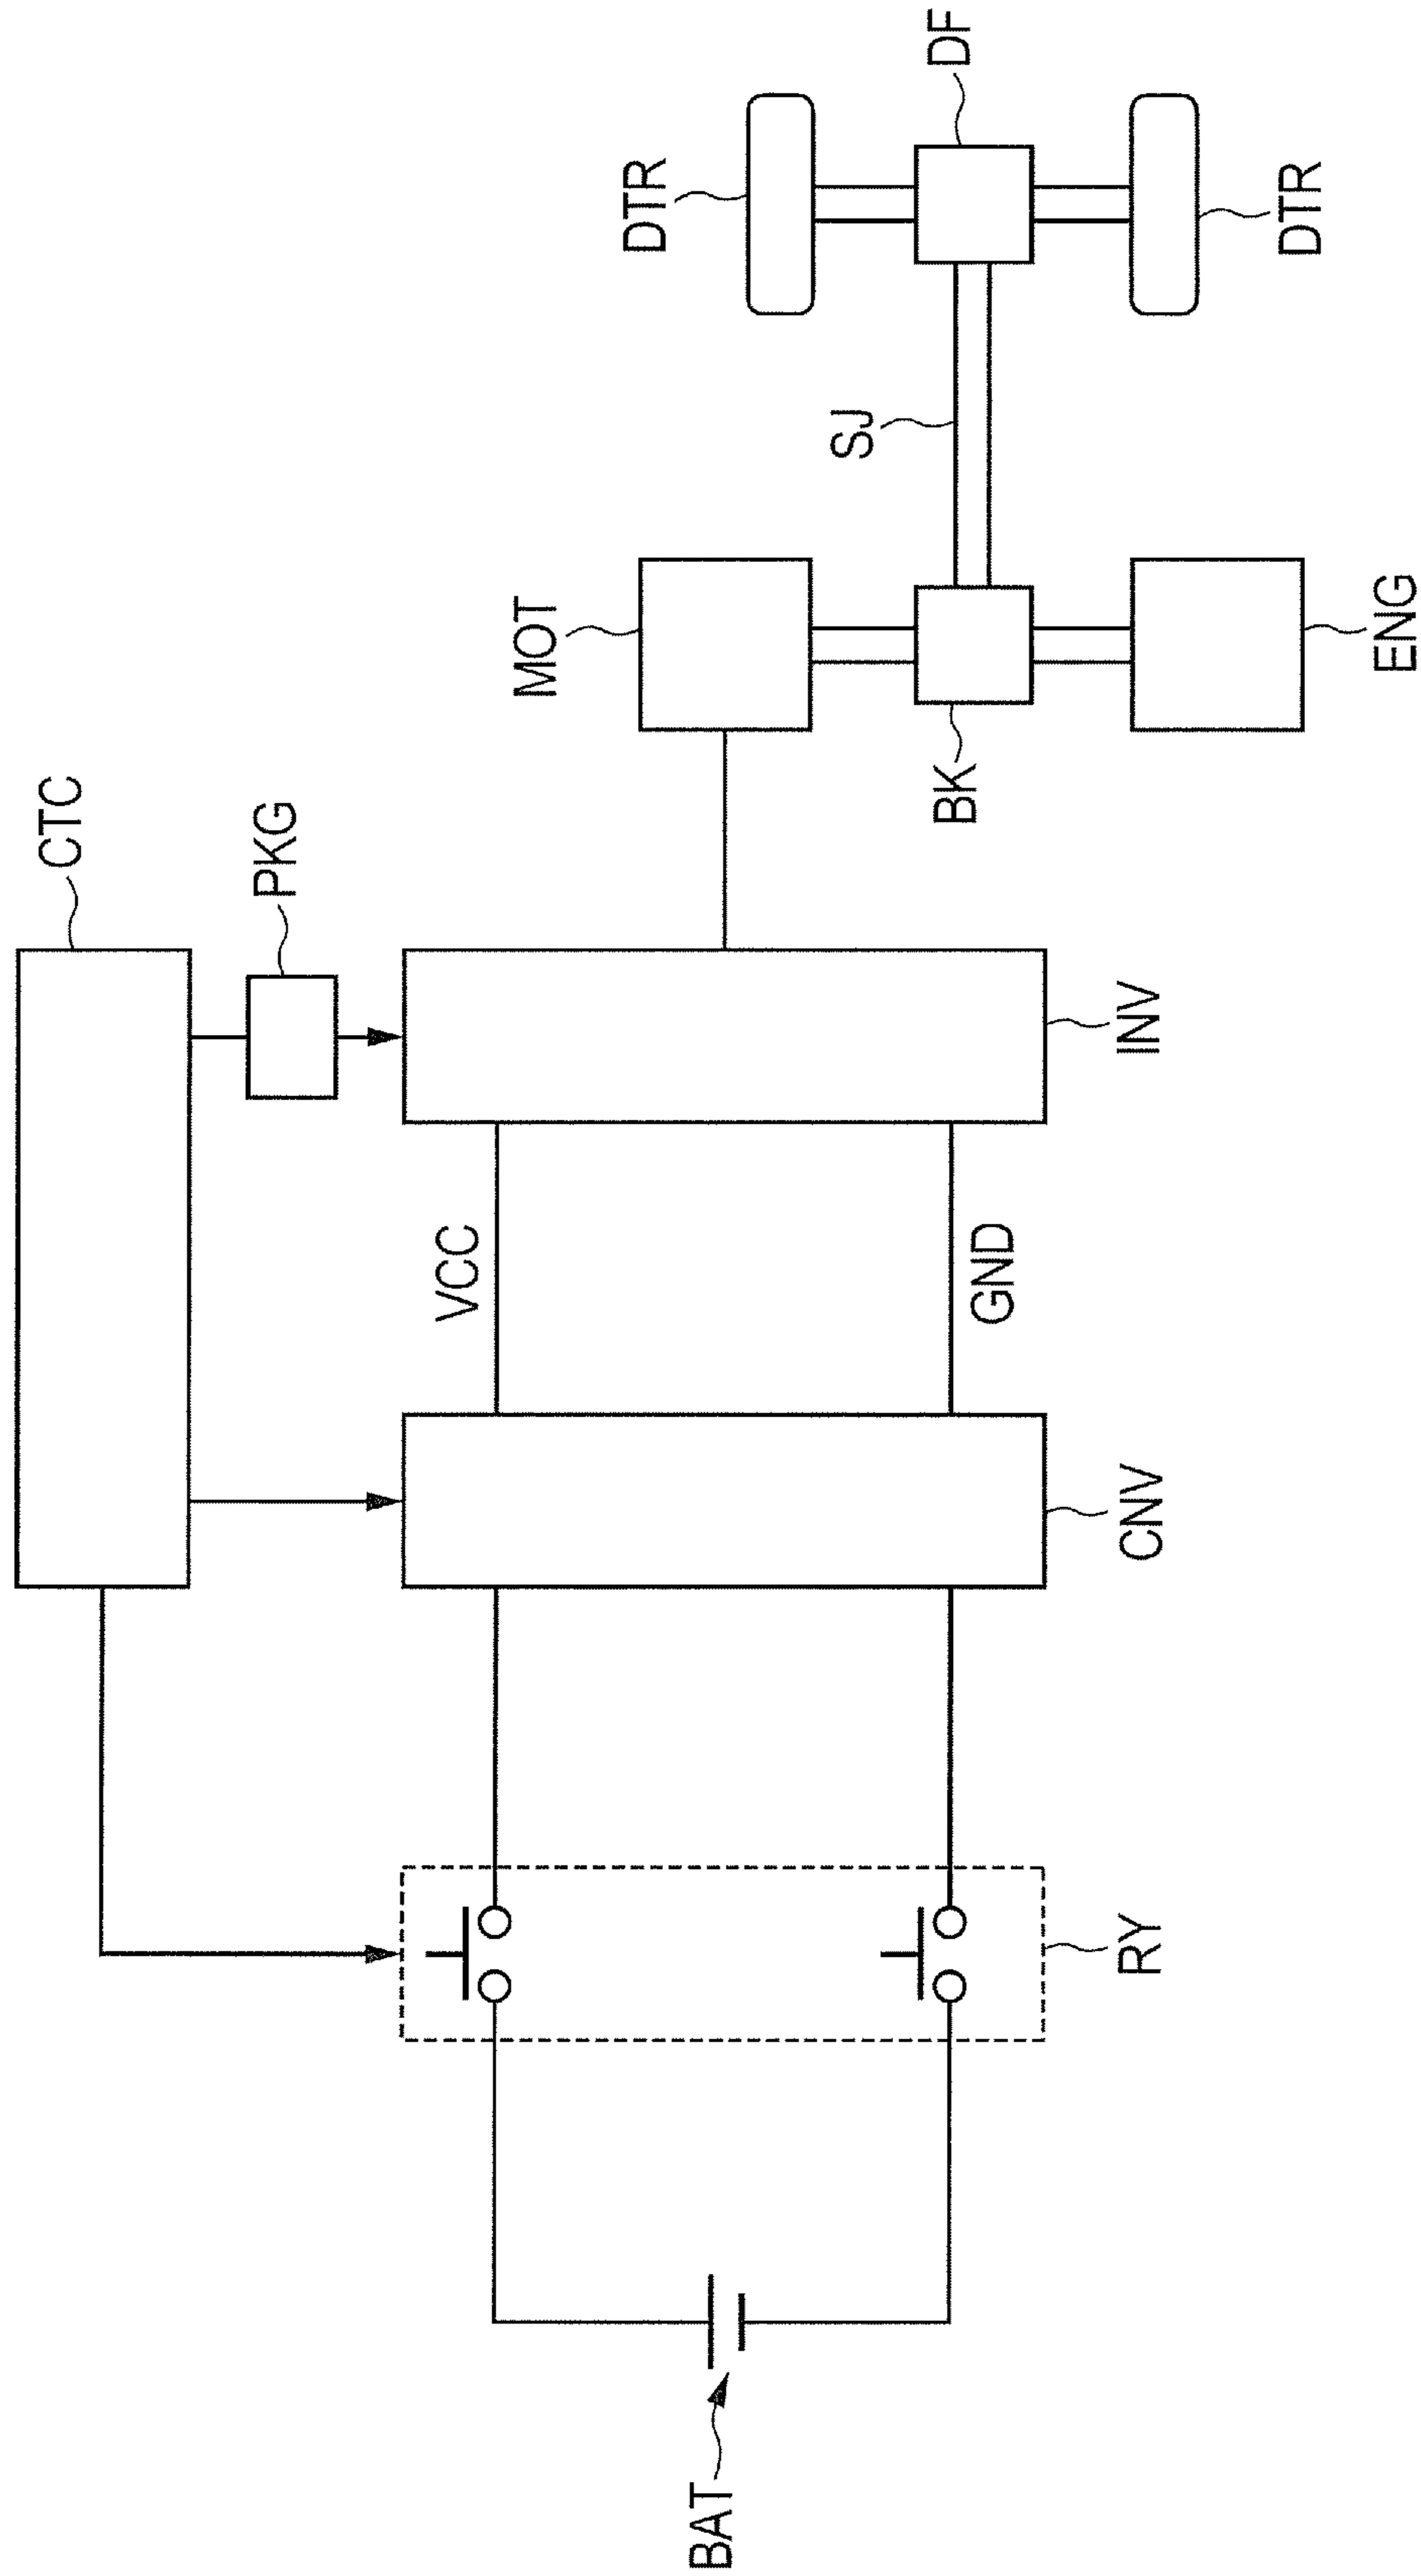 CTC
PKG
MOT
DTR
DF
SJ
VCC
GND
BK
DTR
ENG
BAT
RY
CNV
INV